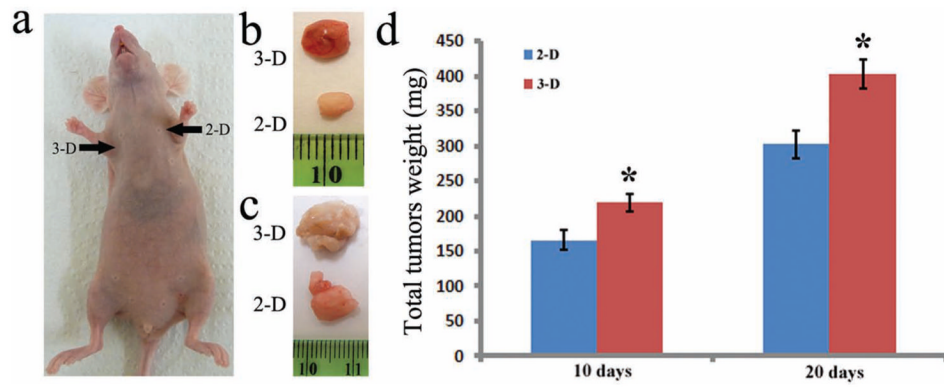 a
3-D
2-D
b
3-D
2-D
10
c
3-D
2-D
10 11
d
Total tumors weight (mg)
450
400
350
300
250
200
150
100
50
0
2-D
3-D
*
*
10 days
20 days